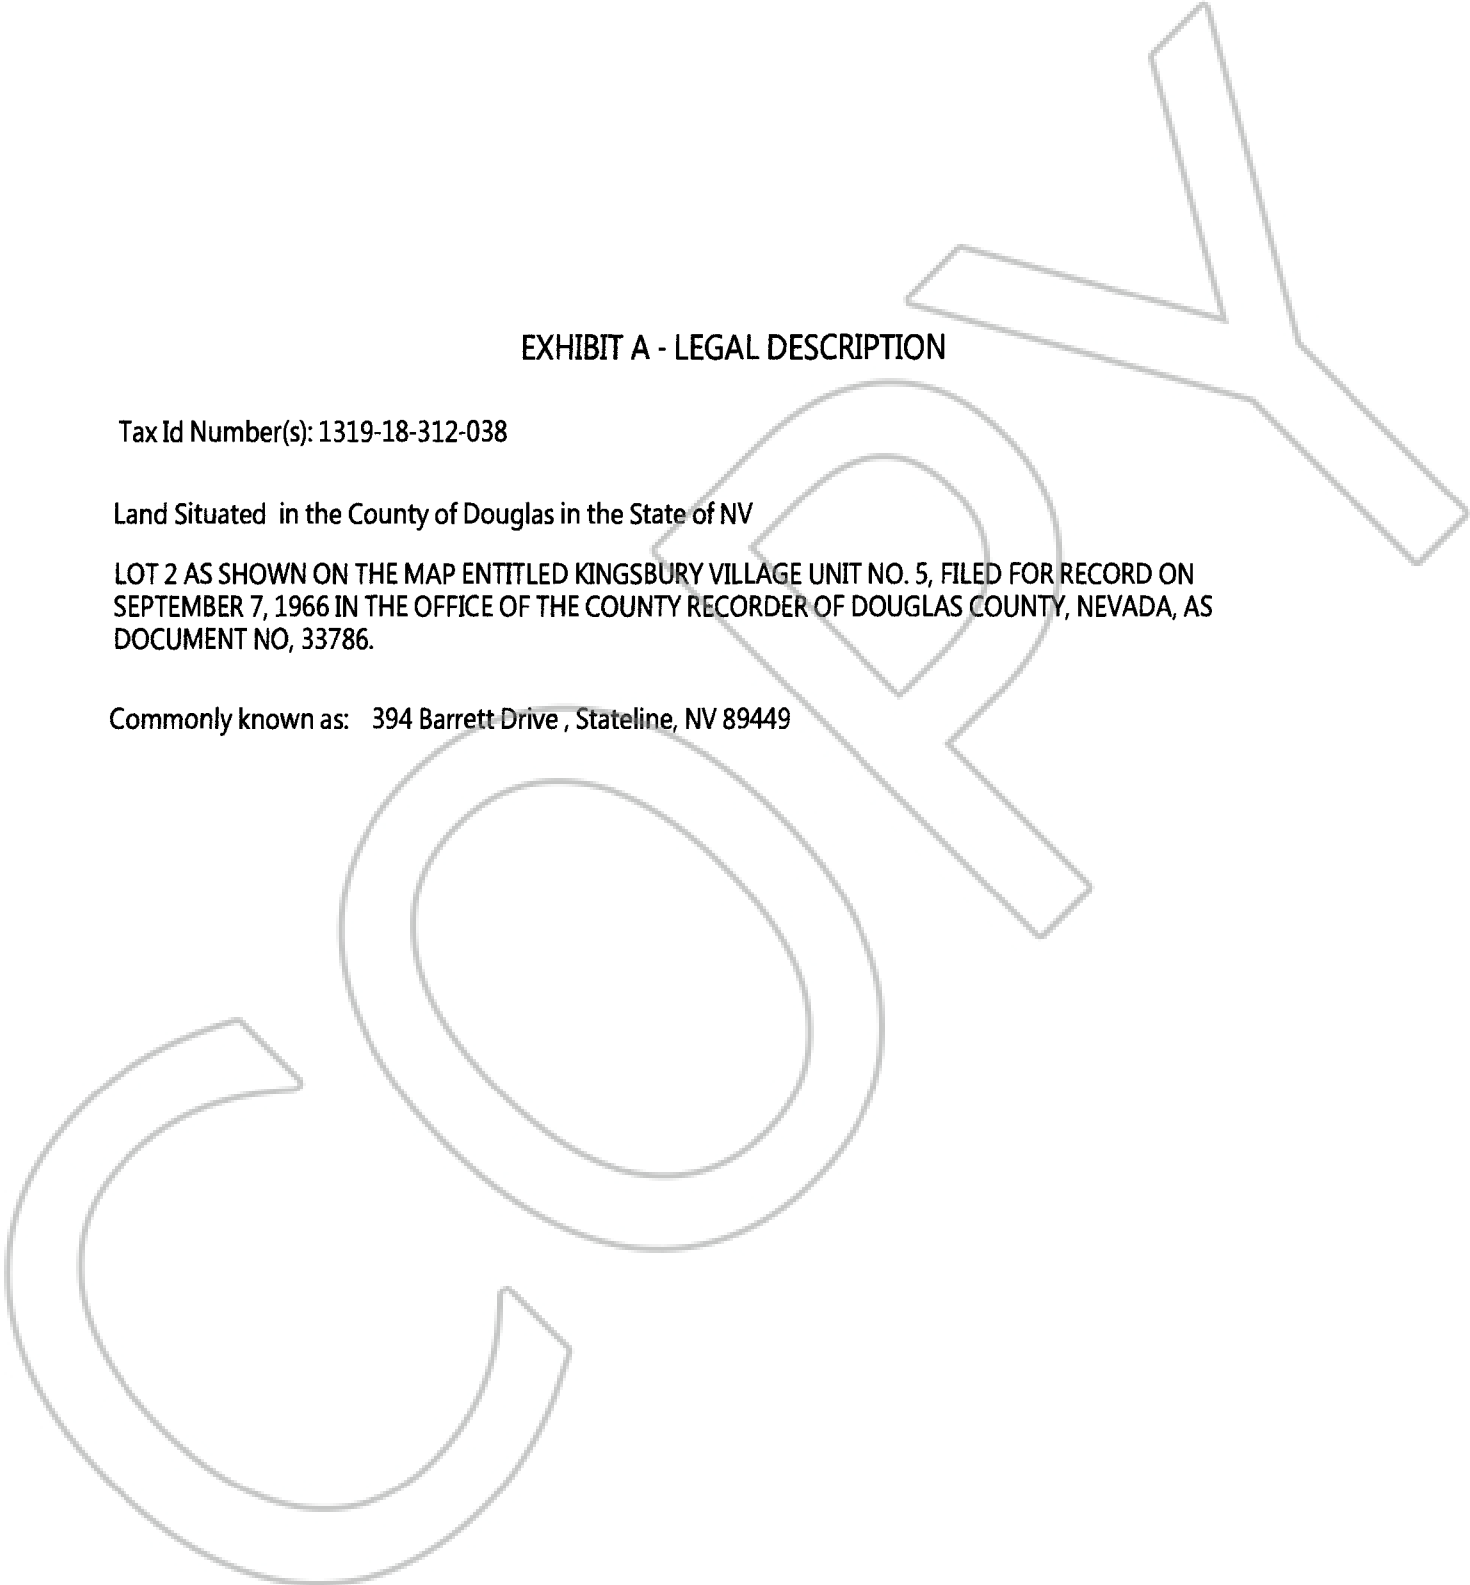 EXHIBIT A - LEGAL DESCRIPTION
Tax Id Number(s): 1319-18-312-038
Land Situated in the County of Douglas in the State of NV
LOT 2 AS SHOWN ON THE MAP ENTITLED KINGSBURY VILLAGE UNIT NO. 5, FILED FOR RECORD ON
SEPTEMBER 7, 1966 IN THE OFFICE OF THE COUNTY RECORDER OF DOUGLAS COUNTY, NEVADA, AS
DOCUMENT NO, 33786.
Commonly known as: 394 Barrett Drive , Stateline, NV 89449
COPY